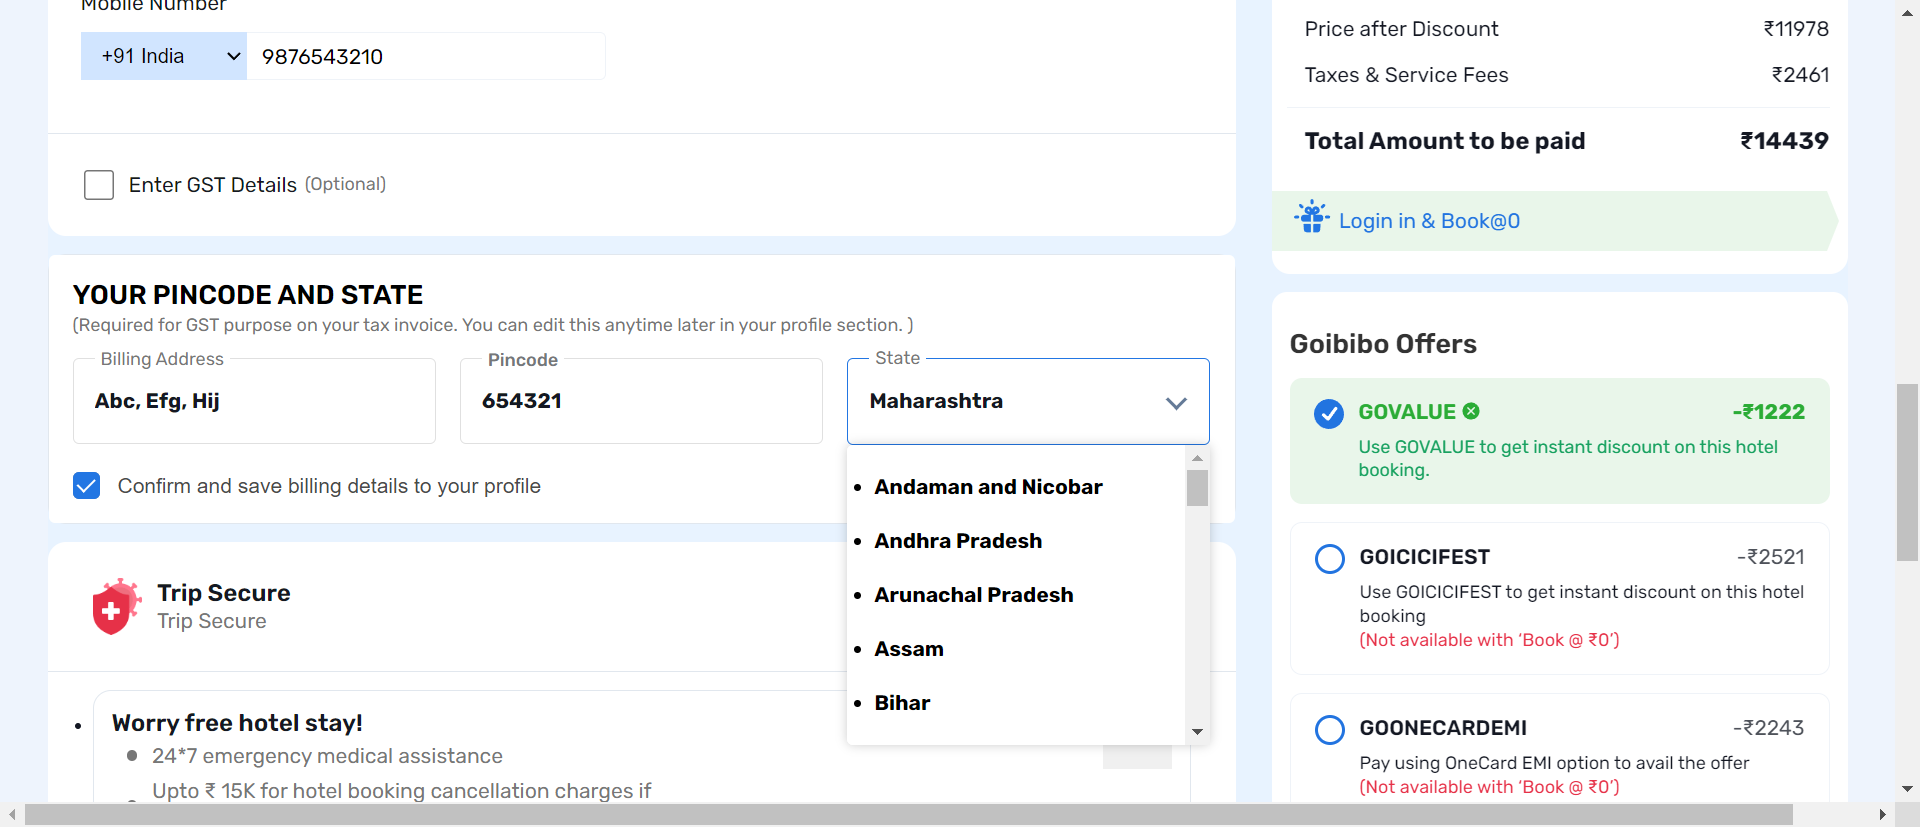 Mobile Number
+91 India
9876543210
Enter GST Details (Optional)
YOUR PINCODE AND STATE
(Required for GST purpose on your tax invoice. You can edit this anytime later in your profile section. )
Billing Address
Abc, Efg, Hij
Pincode
654321
State
Maharashtra
Andaman and Nicobar
Andhra Pradesh
Arunachal Pradesh
Assam
Bihar
Confirm and save billing details to your profile
Trip Secure
Trip Secure
Worry free hotel stay!
24*7 emergency medical assistance
Upto ₹ 15K for hotel booking cancellation charges if
Price after Discount ₹11978
Taxes & Service Fees ₹2461
Total Amount to be paid ₹14439
Login in & Book@0
Goibibo Offers
GOVALUE -₹1222
Use GOVALUE to get instant discount on this hotel
booking.
GOICICIFEST -₹2521
Use GOICICIFEST to get instant discount on this hotel
booking
(Not available with ‘Book @ ₹0’)
GOONECARDEMI -₹2243
Pay using OneCard EMI option to avail the offer
(Not available with ‘Book @ ₹0’)